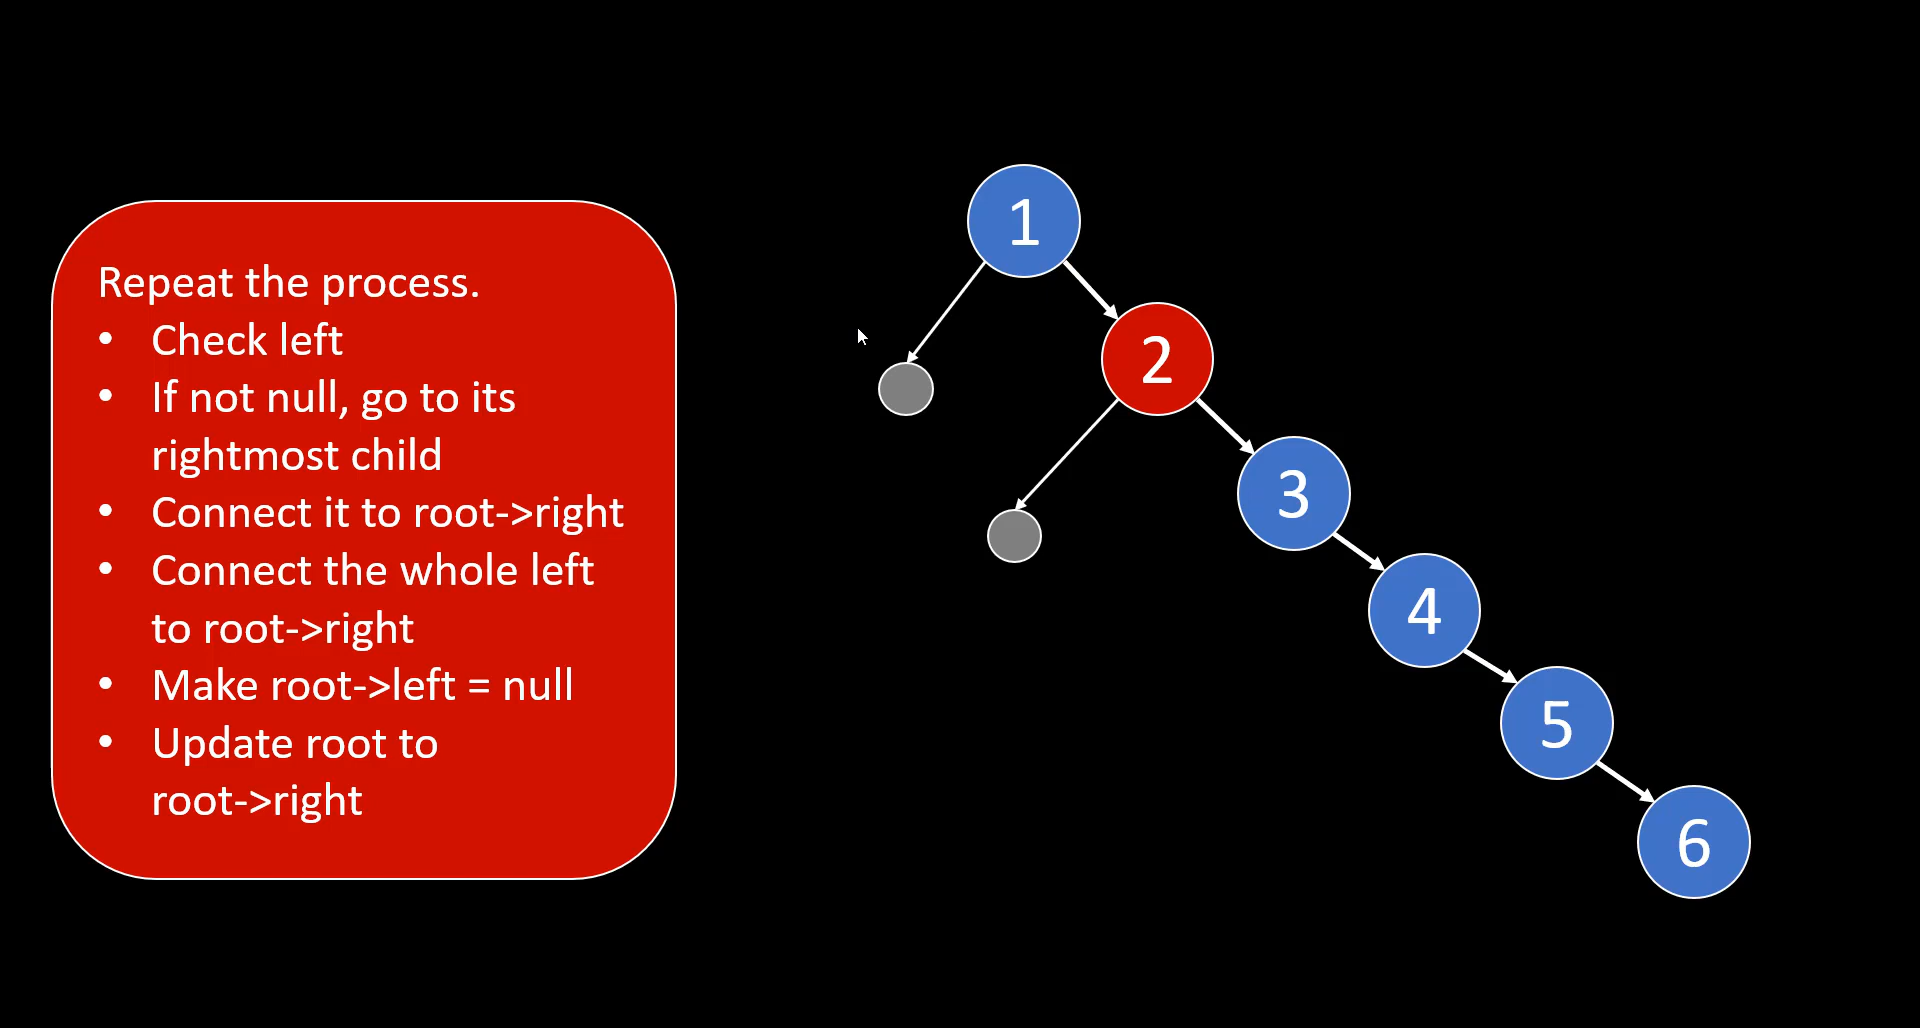 Repeat the process.
• Check left
• If not null, go to its
rightmost child
• Connect it to root->right
• Connect the whole left
to root->right
• Make root->left = null
• Update root to
root->right
1
2
3
4
5
6